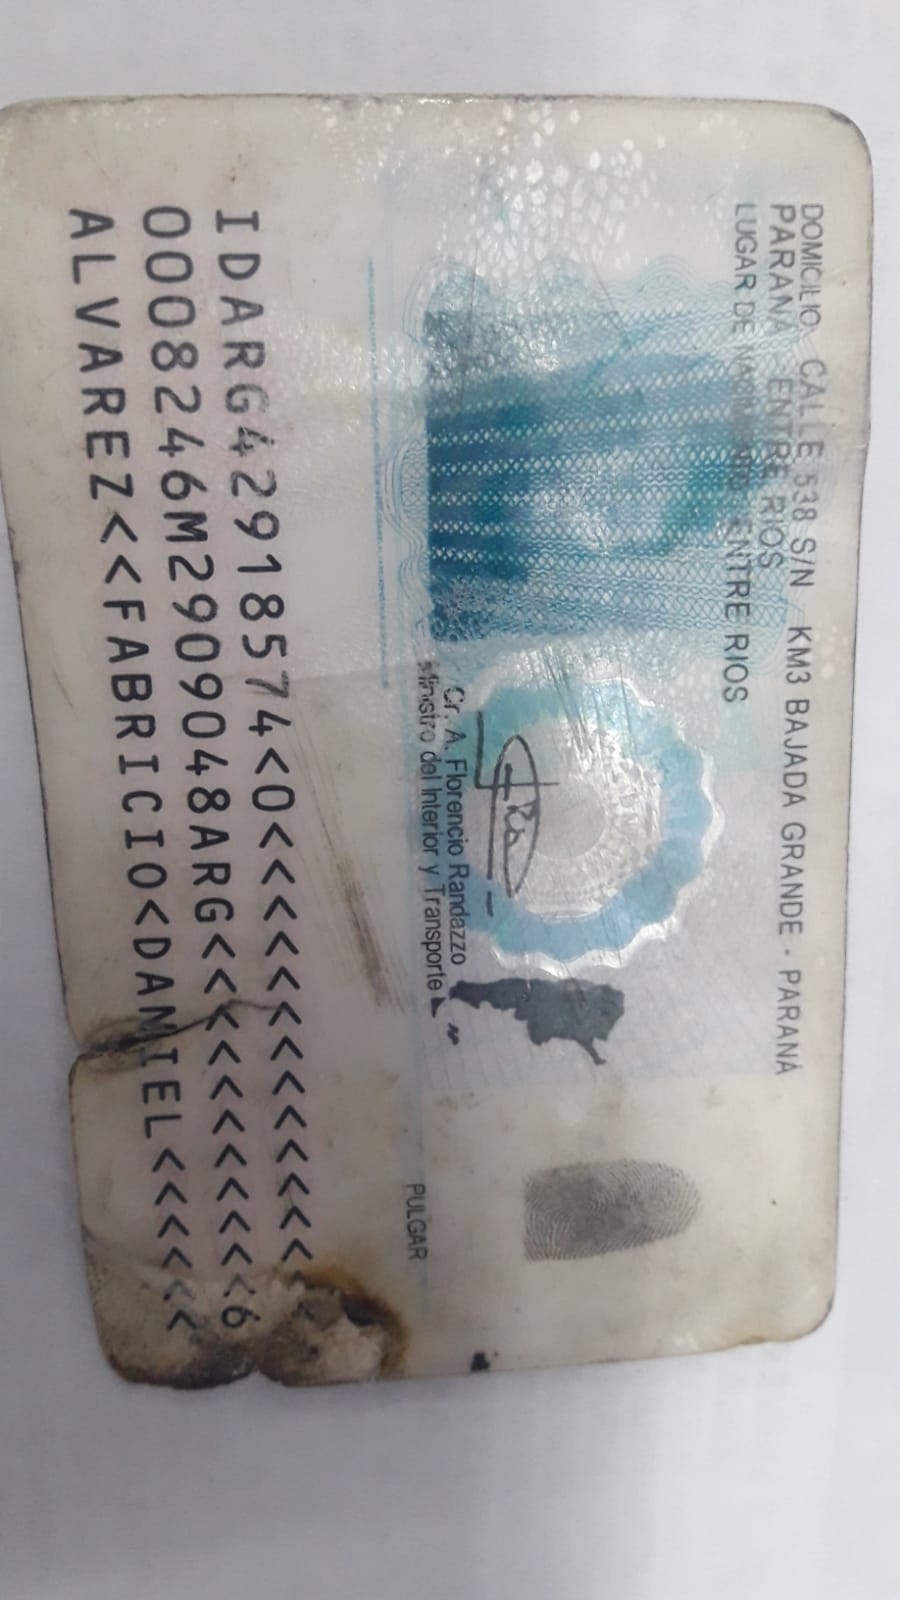 DOMICILIO: CALLE 538 S/N KM3 BAJADA GRANDE - PARANÁ
PARANÁ ENTRE RIOS
LUGAR DE NACIMIENTO: ENTRE RIOS
Cr. A. Florencio Randazzo
Ministro del Interior y Transporte
PULGAR
IDARG42918574<0<<<<<<<<<<<<<<<
0008246M2909048ARG<<<<<<<<<<<6
ALVAREZ<<FABRICIO<DANIEL<<<<<<